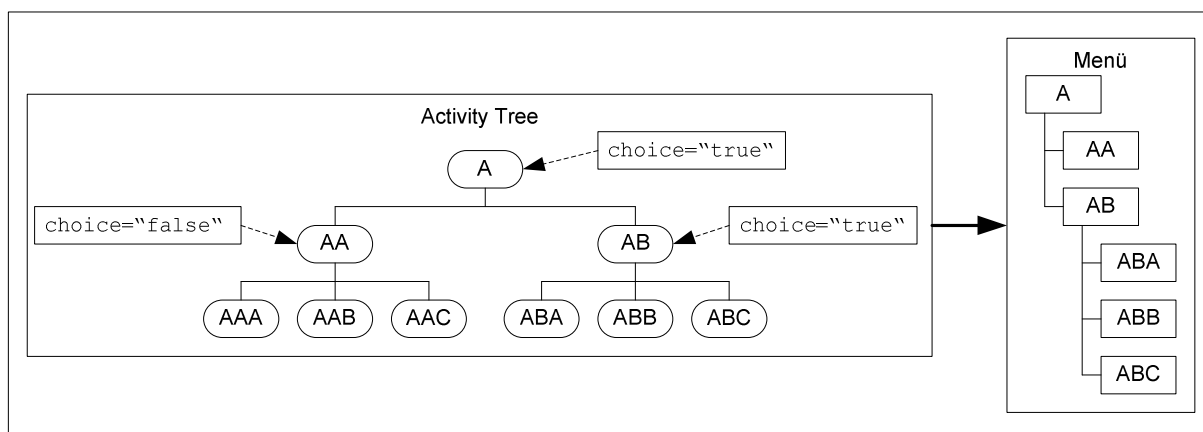 Activity Tree
A
choice=“true“
choice=“false“
AA
AB
choice=“true“
AAA
AAB
AAC
ABA
ABB
ABC
Menü
A
AA
AB
ABA
ABB
ABC